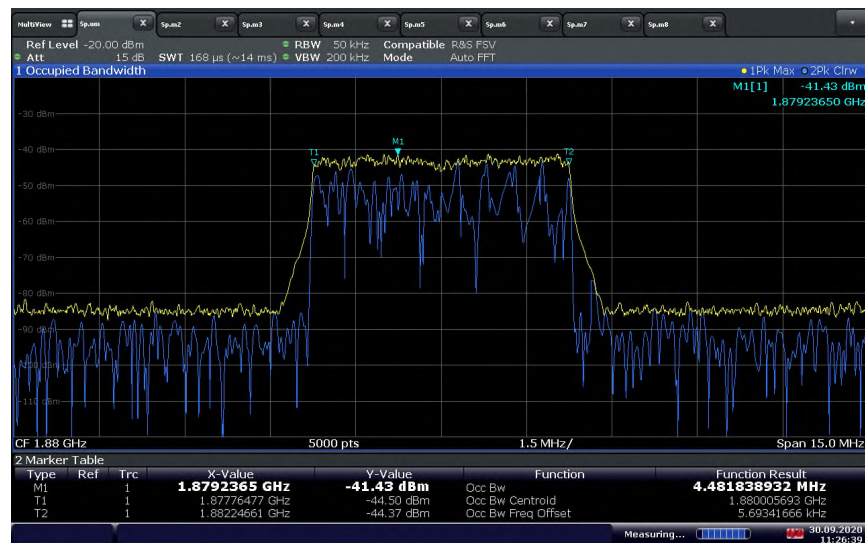 MultiView Sp.um X Sp.m2 X Sp.m3 X Sp.m4 X Sp.m5 X Sp.m6 X Sp.m7 X Sp.m8 X
Ref Level -20.00 dBm RBW 50 kHz Compatible R&S FSV
Att 15 dB SWT 168 µs (~14 ms) VBW 200 kHz Mode Auto FFT
1 Occupied Bandwidth 1Pk Max 2Pk Clrw
M1[1] -41.43 dBm
1.87923650 GHz
-30 dBm
-40 dBm
M1
T1 T2
-50 dBm
-60 dBm
-70 dBm
-80 dBm
-90 dBm
-100 dBm
-110 dBm
CF 1.88 GHz 5000 pts 1.5 MHz/ Span 15.0 MHz
2 Marker Table
Type Ref Trc X-Value Y-Value Function Function Result
M1 1 1.8792365 GHz -41.43 dBm Occ Bw 4.481838932 MHz
T1 1 1.87776477 GHz -44.50 dBm Occ Bw Centroid 1.880005693 GHz
T2 1 1.88224661 GHz -44.37 dBm Occ Bw Freq Offset 5.69341666 kHz
Measuring... 30.09.2020
11:26:39